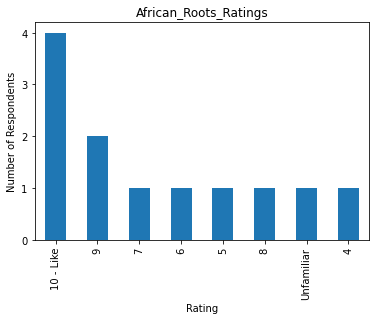 African_Roots_Ratings
Number of Respondents
4
3
2
1
0
10 - Like
9
7
6
5
8
Unfamiliar
4
Rating